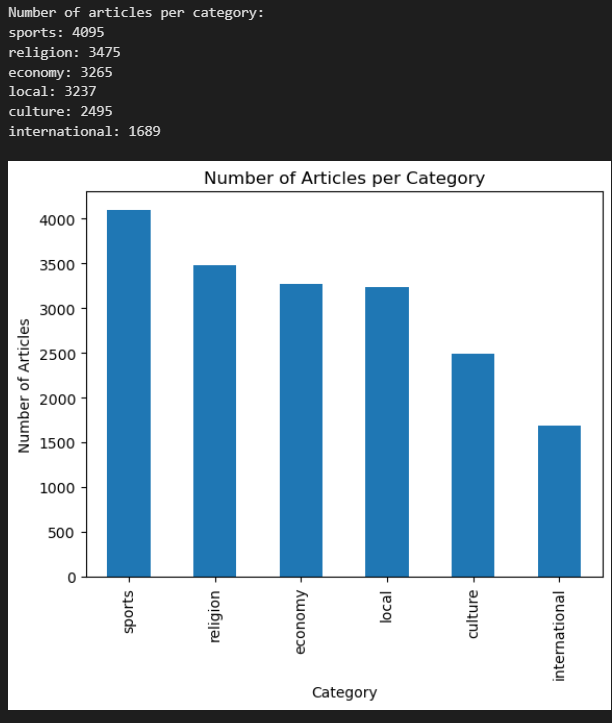 Number of articles per category:
sports: 4095
religion: 3475
economy: 3265
local: 3237
culture: 2495
international: 1689
Number of Articles per Category
Number of Articles
4000
3500
3000
2500
2000
1500
1000
500
0
sports
religion
economy
local
culture
international
Category